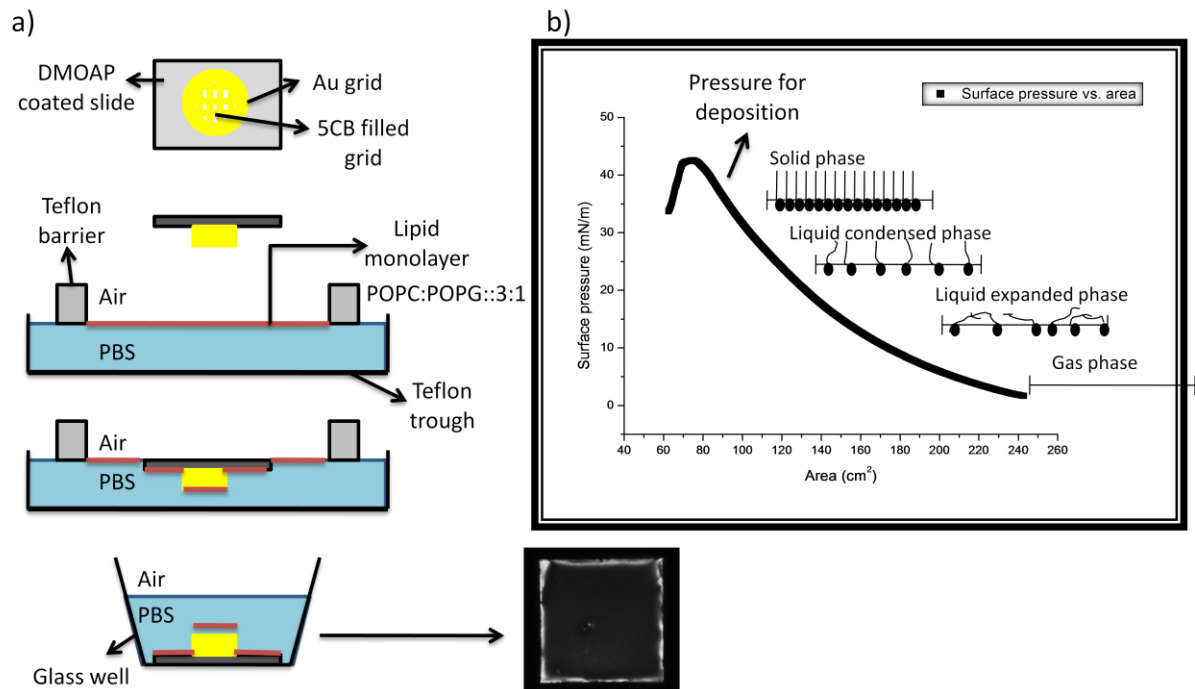 a)
DMOAP
coated slide
Au grid
5CB filled
grid
Teflon
barrier
Lipid
monolayer
Air
POPC:POPG::3:1
PBS
Teflon
trough
Air
PBS
Air
PBS
Glass well
b)
Pressure for
deposition
Surface pressure vs. area
Solid phase
Liquid condensed phase
Liquid expanded phase
Gas phase
Surface pressure (mN/m)
50
40
30
20
10
0
40 60 80 100 120 140 160 180 200 220 240 260
Area (cm²)